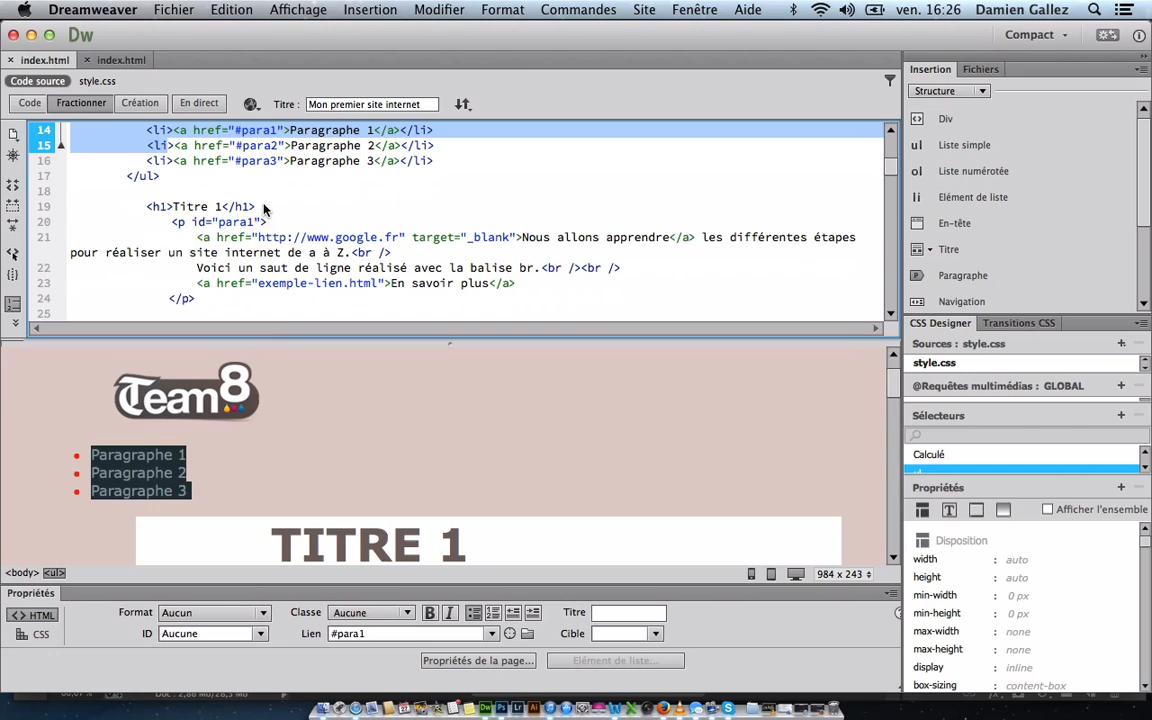 Dreamweaver Fichier Edition Affichage Insertion Modifier Format Commandes Site Fenêtre Aide ven. 16:26 Damien Gallez
Dw Compact
index.html index.html
Code source style.css
Code Fractionner Création En direct Titre : Mon premier site internet
14 <li><a href="#para1">Paragraphe 1</a></li>
15 <li><a href="#para2">Paragraphe 2</a></li>
16 <li><a href="#para3">Paragraphe 3</a></li>
17 </ul>
18
19 <h1>Titre 1</h1>
20 <p id="para1">
21 <a href="http://www.google.fr" target="_blank">Nous allons apprendre</a> les différentes étapes
pour réaliser un site internet de a à Z.<br />
22 Voici un saut de ligne réalisé avec la balise br.<br /><br />
23 <a href="exemple-lien.html">En savoir plus</a>
24 </p>
25
Team8
Paragraphe 1
Paragraphe 2
Paragraphe 3
TITRE 1
<body> <ul> 984 x 243
Propriétés
<> HTML Format Aucun Classe Aucune B I Titre
CSS ID Aucune Lien #para1 Cible
Propriétés de la page... Elément de liste...
Insertion Fichiers
Structure
Div
ul Liste simple
ol Liste numérotée
li Elément de liste
En-tête
Titre
Paragraphe
Navigation
CSS Designer Transitions CSS
Sources : style.css
style.css
@Requêtes multimédias : GLOBAL
Sélecteurs
Calculé
Propriétés
T Afficher l'ensemble
Disposition
width auto
height auto
min-width 0 px
min-height 0 px
max-width none
max-height none
display inline
box-sizing content-box